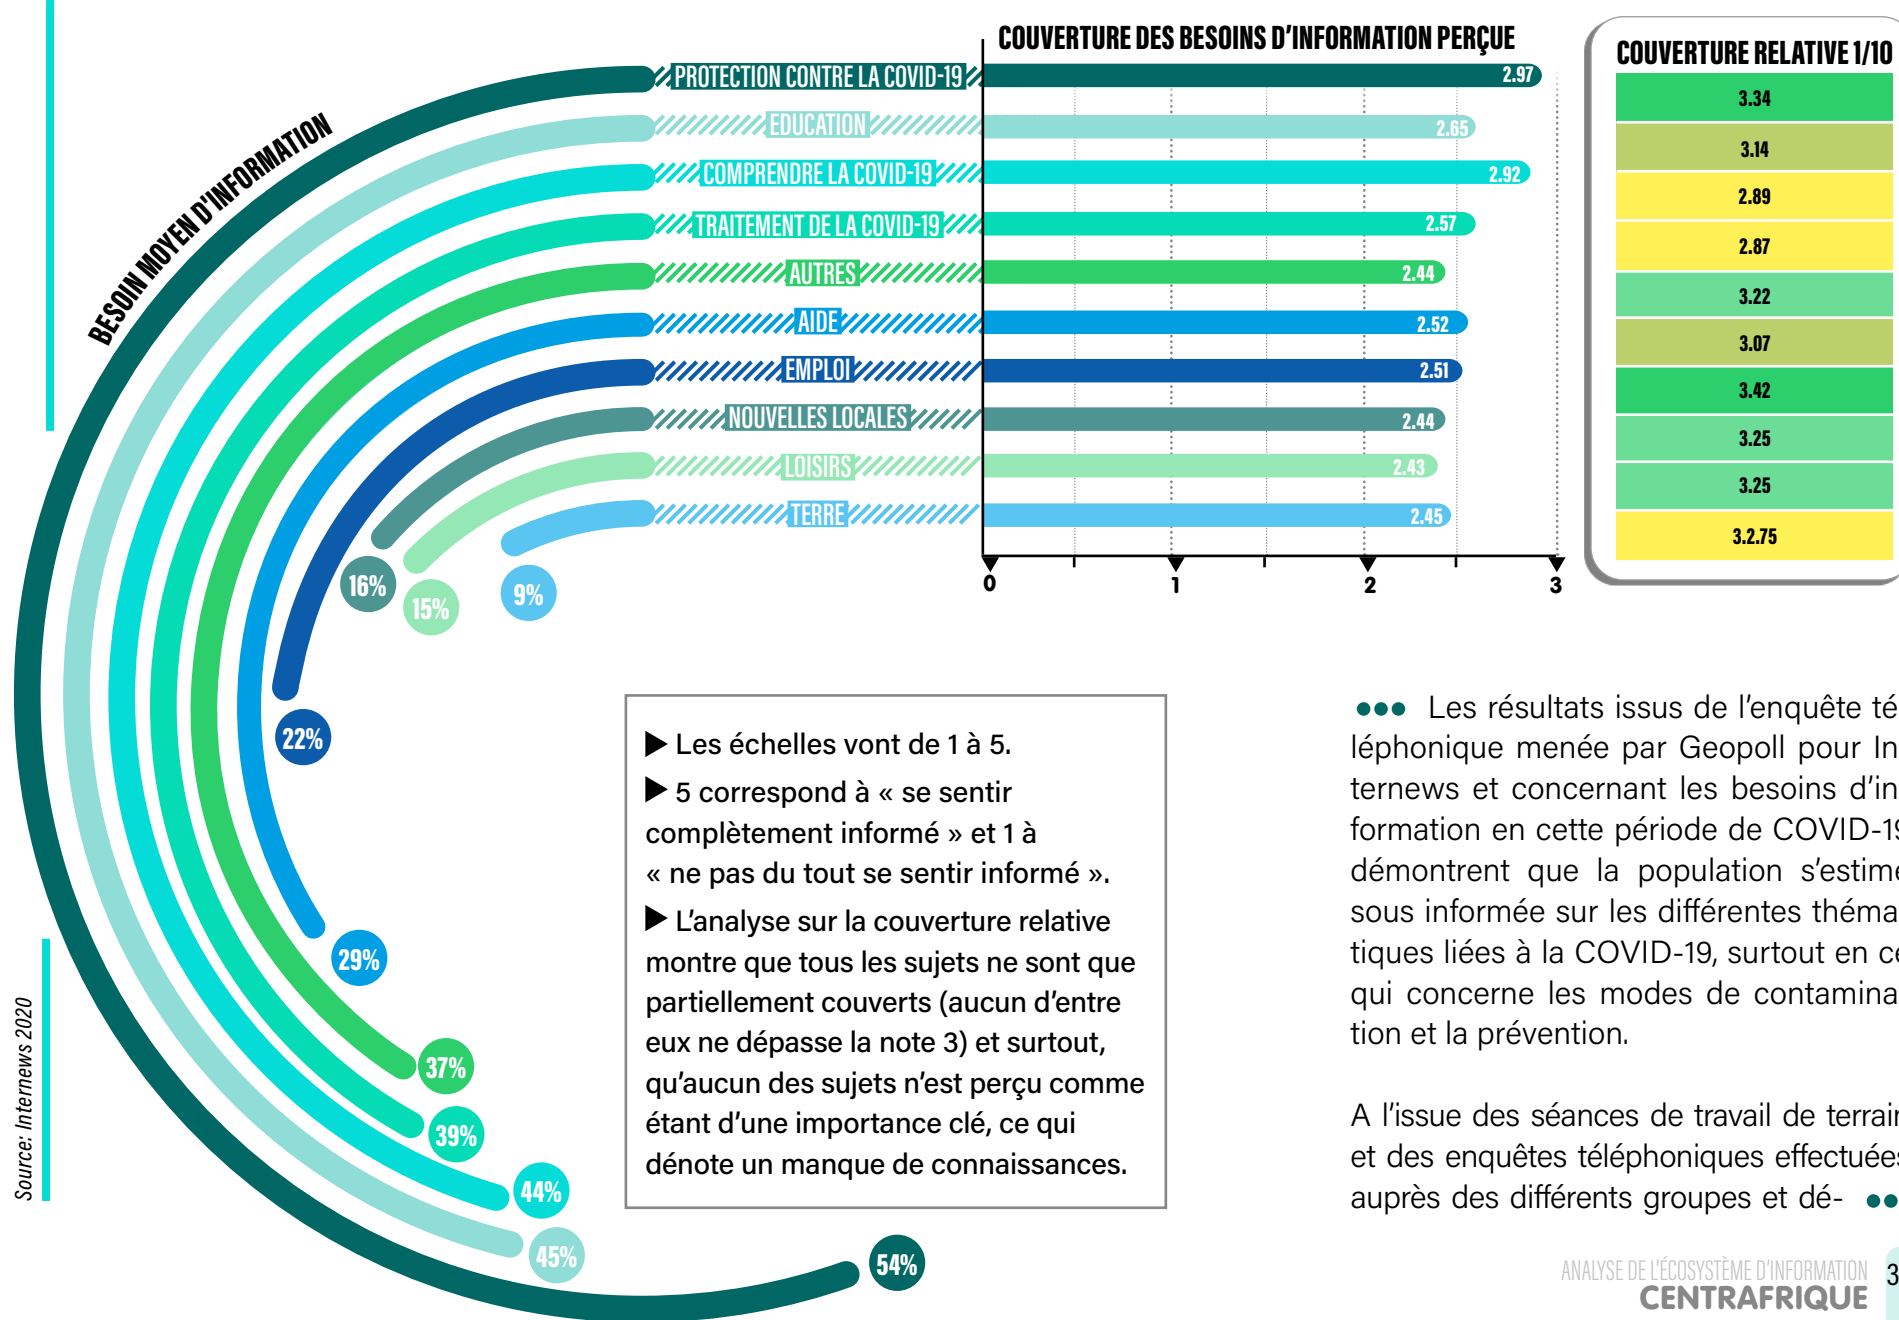 BESOIN MOYEN D'INFORMATION
COUVERTURE DES BESOINS D'INFORMATION PERÇUE
COUVERTURE RELATIVE 1/10
PROTECTION CONTRE LA COVID-19 2.97 3.34
EDUCATION 2.65 3.14
COMPRENDRE LA COVID-19 2.92 2.89
TRAITEMENT DE LA COVID-19 2.57 2.87
AUTRES 2.44 3.22
AIDE 2.52 3.07
EMPLOI 2.51 3.42
NOUVELLES LOCALES 2.44 3.25
LOISIRS 2.43 3.25
TERRE 2.45 3.2.75
0 1 2 3
16%
15%
9%
22%
29%
37%
39%
44%
45%
54%
Source: Internews 2020
▶ Les échelles vont de 1 à 5.
▶ 5 correspond à « se sentir
complètement informé » et 1 à
« ne pas du tout se sentir informé ».
▶ L'analyse sur la couverture relative
montre que tous les sujets ne sont que
partiellement couverts (aucun d'entre
eux ne dépasse la note 3) et surtout,
qu'aucun des sujets n'est perçu comme
étant d'une importance clé, ce qui
dénote un manque de connaissances.
●●● Les résultats issus de l'enquête té-
léphonique menée par Geopoll pour In-
ternews et concernant les besoins d'in-
formation en cette période de COVID-19
démontrent que la population s'estime
sous informée sur les différentes théma-
tiques liées à la COVID-19, surtout en ce
qui concerne les modes de contamina-
tion et la prévention.
A l'issue des séances de travail de terrain
et des enquêtes téléphoniques effectuées
auprès des différents groupes et dé- ●●
ANALYSE DE L'ÉCOSYSTÈME D'INFORMATION
CENTRAFRIQUE
3